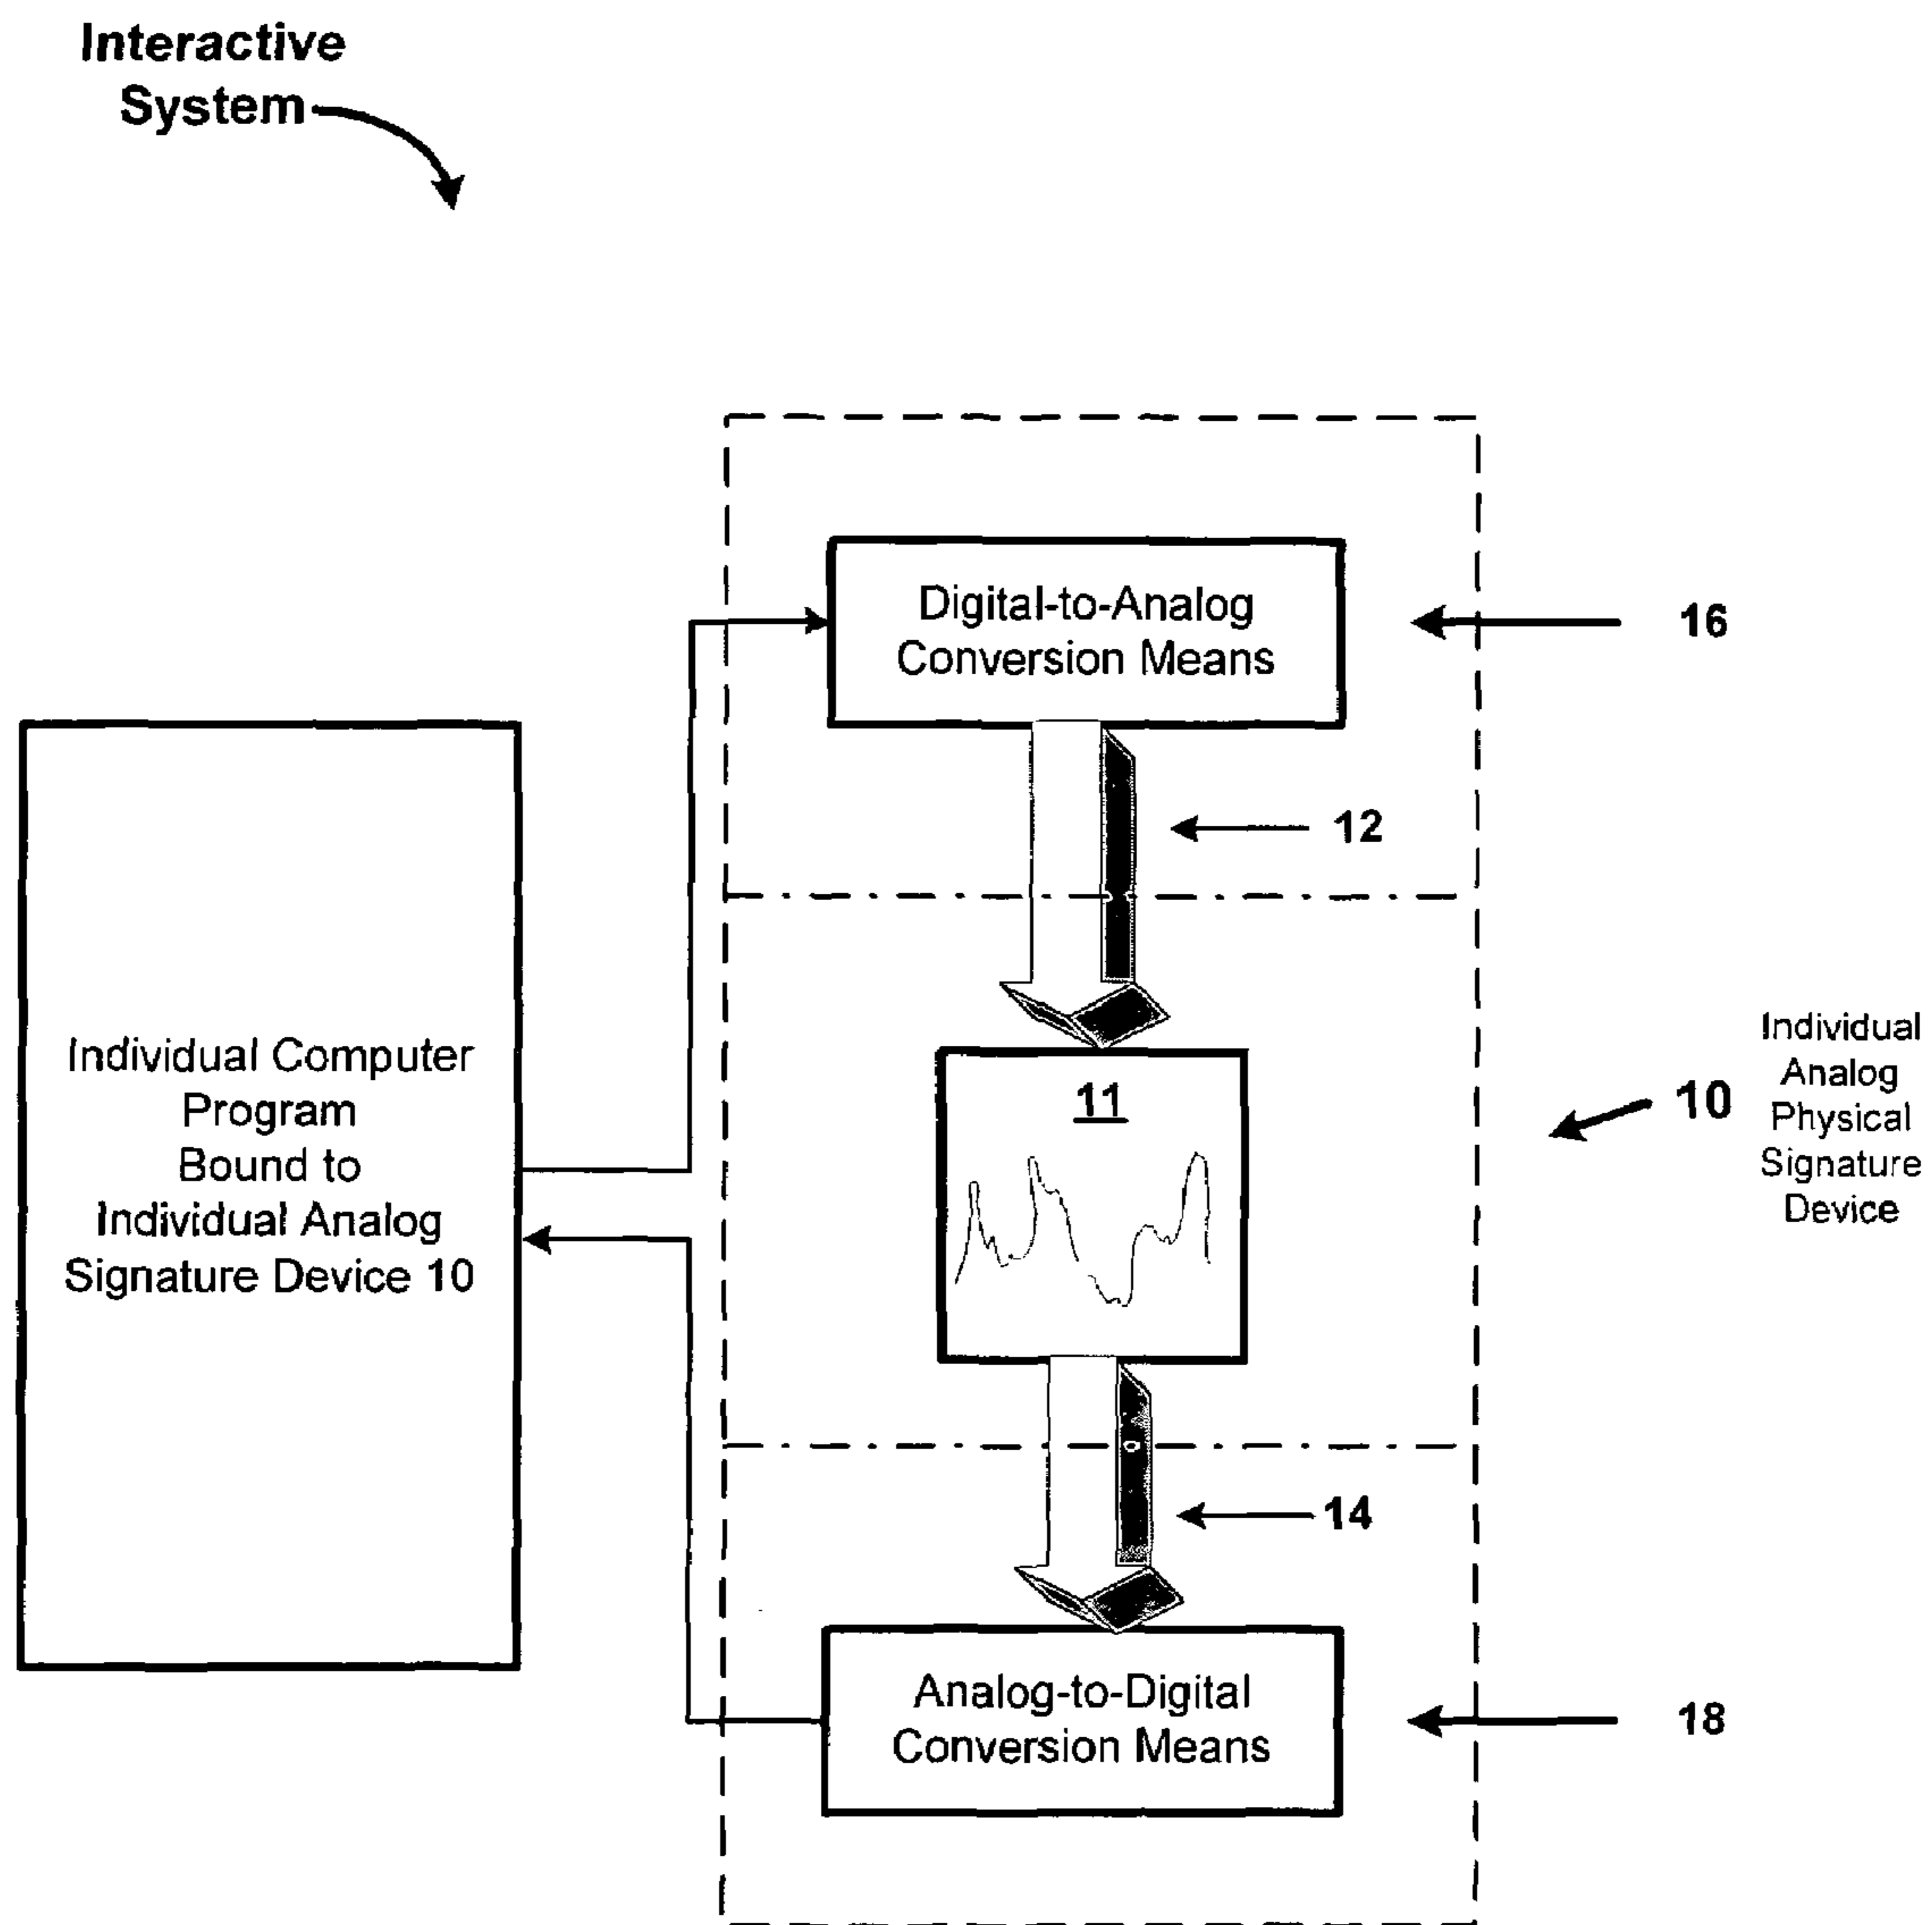 Interactive
System
Digital-to-Analog
Conversion Means
16
12
Individual Computer
Program
Bound to
Individual Analog
Signature Device 10
11
10
Individual
Analog
Physical
Signature
Device
14
Analog-to-Digital
Conversion Means
18